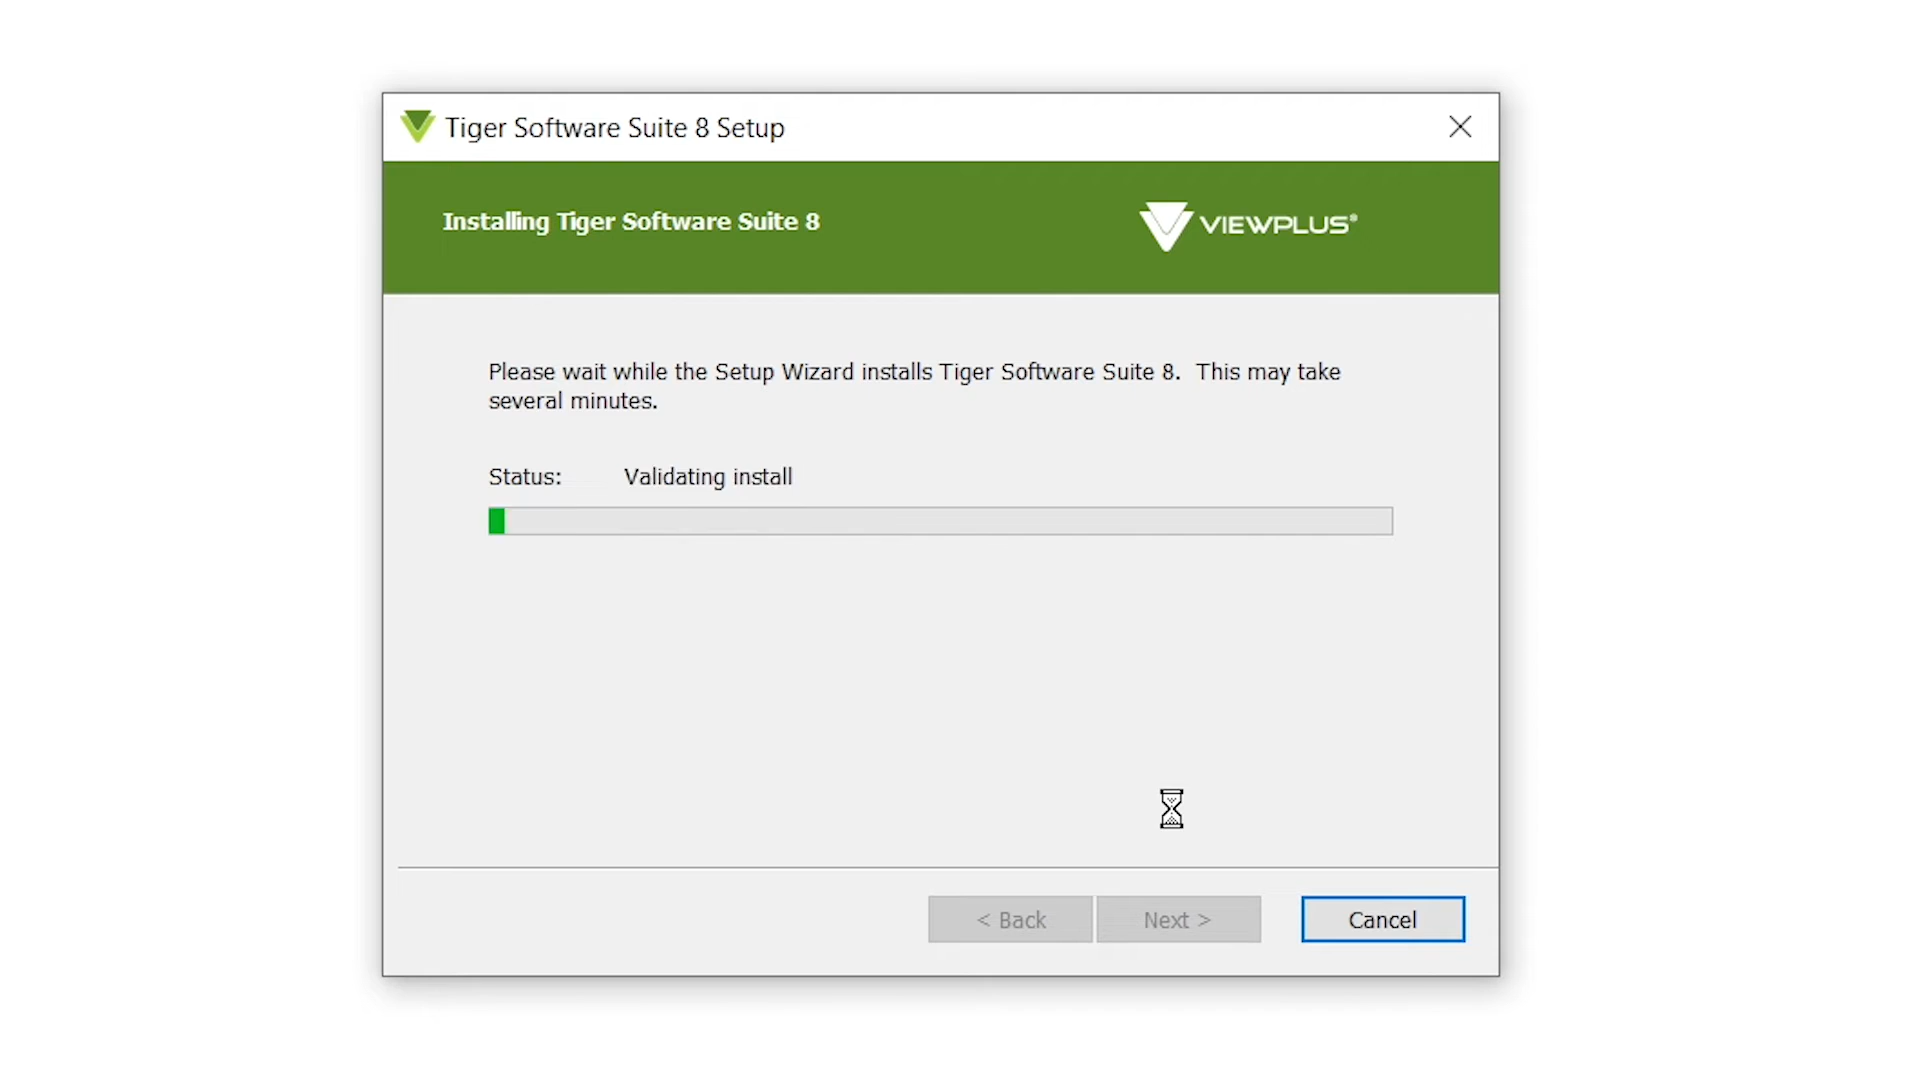 Tiger Software Suite 8 Setup
Installing Tiger Software Suite 8
VIEWPLUS®
Please wait while the Setup Wizard installs Tiger Software Suite 8.  This may take
several minutes.
Status: Validating install
< Back
Next >
Cancel